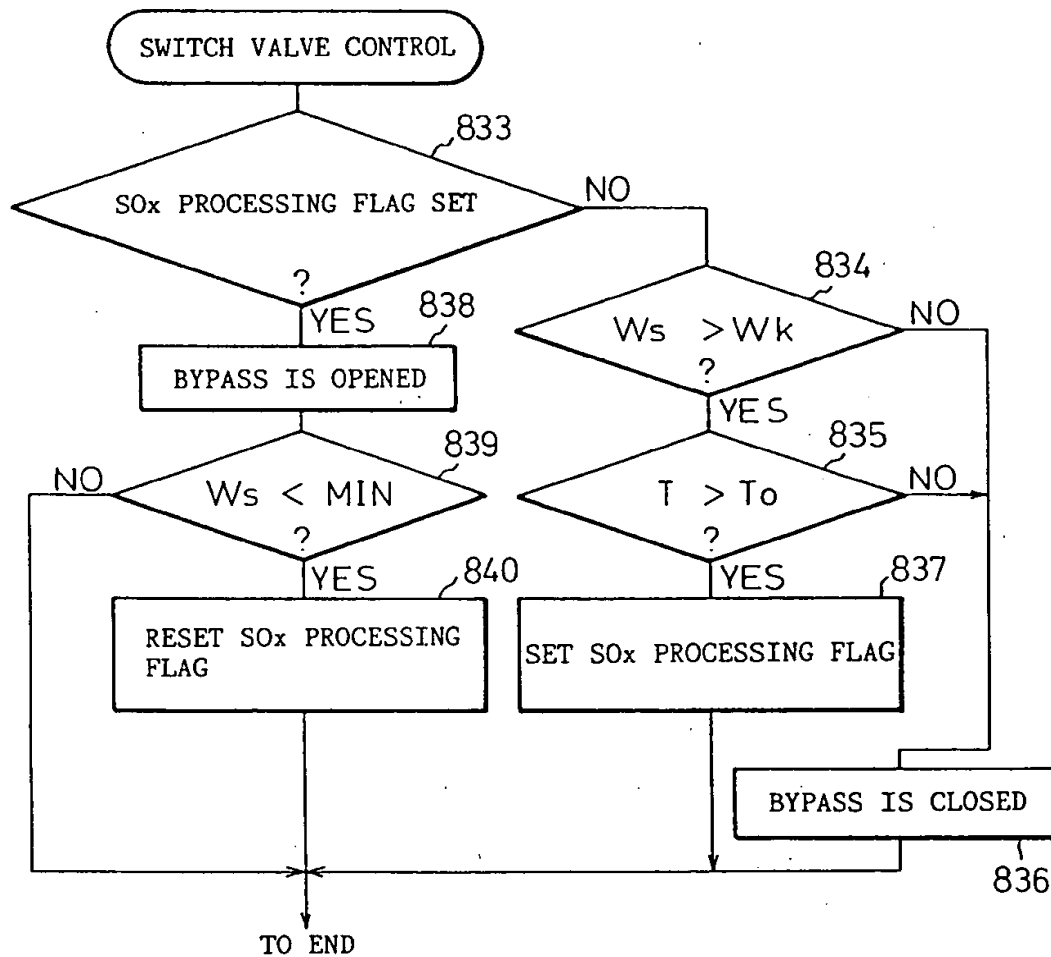 SWITCH VALVE CONTROL
833
SOx PROCESSING FLAG SET
?
NO
YES
834
Ws > Wk
?
NO
YES
838
BYPASS IS OPENED
839
Ws < MIN
?
NO
YES
835
T > To
?
NO
YES
840
RESET SOx PROCESSING
FLAG
837
SET SOx PROCESSING FLAG
BYPASS IS CLOSED
836
TO END